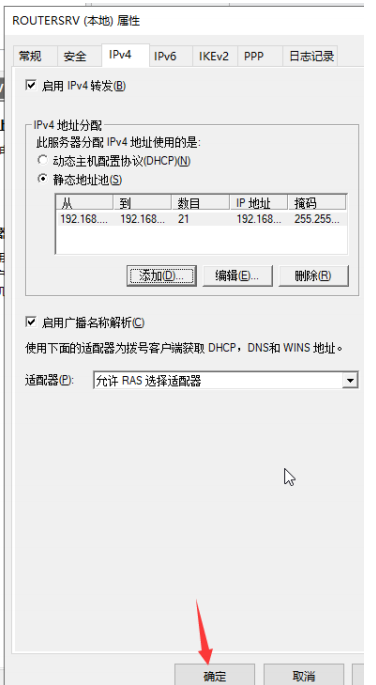 ROUTERSRV (本地) 属性
常规 安全 IPv4 IPv6 IKEv2 PPP 日志记录
启用 IPv4 转发(B)
IPv4 地址分配
此服务器分配 IPv4 地址使用的是:
动态主机配置协议(DHCP)(N)
静态地址池(S)
从 到 数目 IP 地址 掩码
192.168.... 192.168... 21 192.168... 255.255...
添加(D)... 编辑(E)... 删除(R)
启用广播名称解析(C)
使用下面的适配器为拨号客户端获取 DHCP，DNS和 WINS 地址。
适配器(P): 允许 RAS 选择适配器
确定 取消